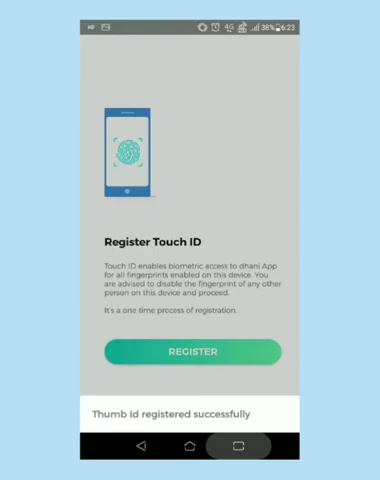 HD 4G 38% 6:23
Register Touch ID
Touch ID enables biometric access to dhani App
for all fingerprints enabled on this device. You
are advised to disable the fingerprint of any other
person on this device and proceed.
It's a one time process of registration.
REGISTER
Thumb Id registered successfully